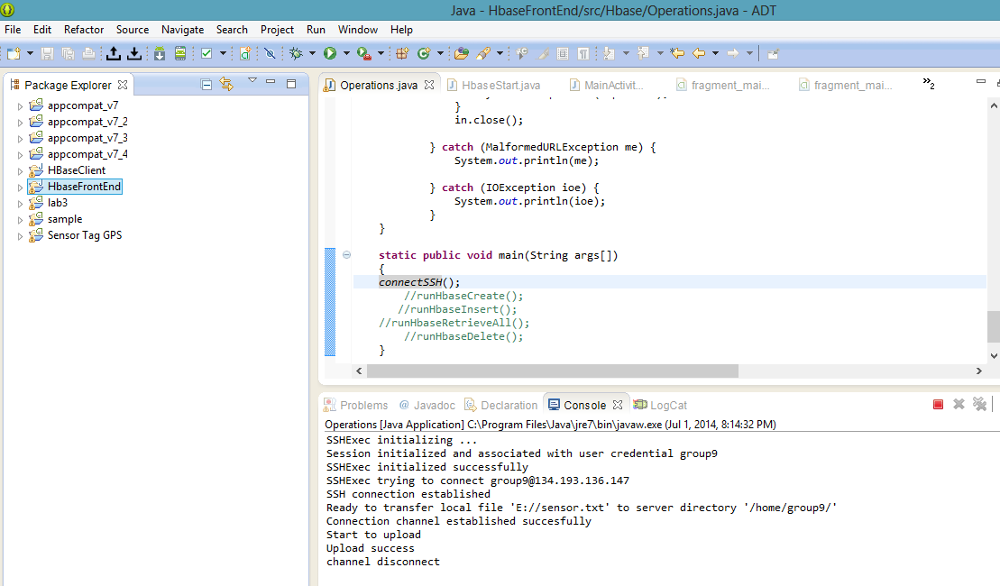 Java - HbaseFrontEnd/src/Hbase/Operations.java - ADT
File Edit Refactor Source Navigate Search Project Run Window Help
Package Explorer
appcompat_v7
appcompat_v7_2
appcompat_v7_3
appcompat_v7_4
HBaseClient
HbaseFrontEnd
lab3
sample
Sensor Tag GPS
Operations.java HbaseStart.java MainActivit... fragment_mai... fragment_mai... »2
}
in.close();
} catch (MalformedURLException me) {
System.out.println(me);
} catch (IOException ioe) {
System.out.println(ioe);
}
}
static public void main(String args[])
{
connectSSH();
//runHbaseCreate();
//runHbaseInsert();
//runHbaseRetrieveAll();
//runHbaseDelete();
}
Problems @ Javadoc Declaration Console LogCat
Operations [Java Application] C:\Program Files\Java\jre7\bin\javaw.exe (Jul 1, 2014, 8:14:32 PM)
SSHExec initializing ...
Session initialized and associated with user credential group9
SSHExec initialized successfully
SSHExec trying to connect group9@134.193.136.147
SSH connection established
Ready to transfer local file 'E://sensor.txt' to server directory '/home/group9/'
Connection channel established succesfully
Start to upload
Upload success
channel disconnect